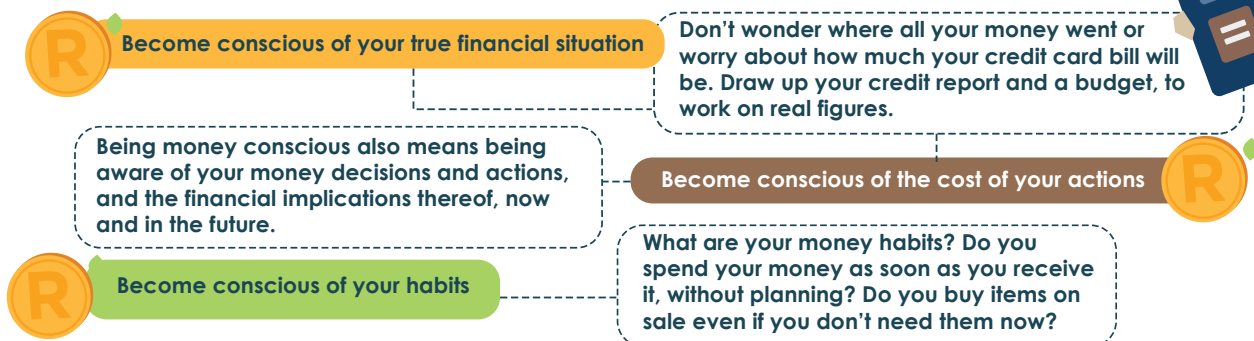 R
Become conscious of your true financial situation
Don't wonder where all your money went or
worry about how much your credit card bill will
be. Draw up your credit report and a budget, to
work on real figures.
Being money conscious also means being
aware of your money decisions and actions,
and the financial implications thereof, now
and in the future.
Become conscious of the cost of your actions
R
R
Become conscious of your habits
What are your money habits? Do you
spend your money as soon as you receive
it, without planning? Do you buy items on
sale even if you don't need them now?